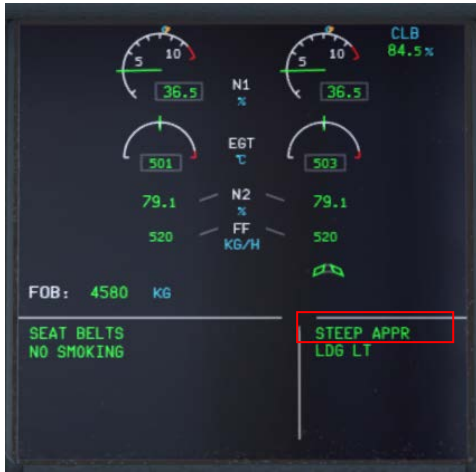 CLB
84.5%
5 10 5 10
36.5 N1 % 36.5
501 EGT °C 503
79.1 N2 % 79.1
520 FF KG/H 520
FOB: 4580 KG
SEAT BELTS STEEP APPR
NO SMOKING LDG LT